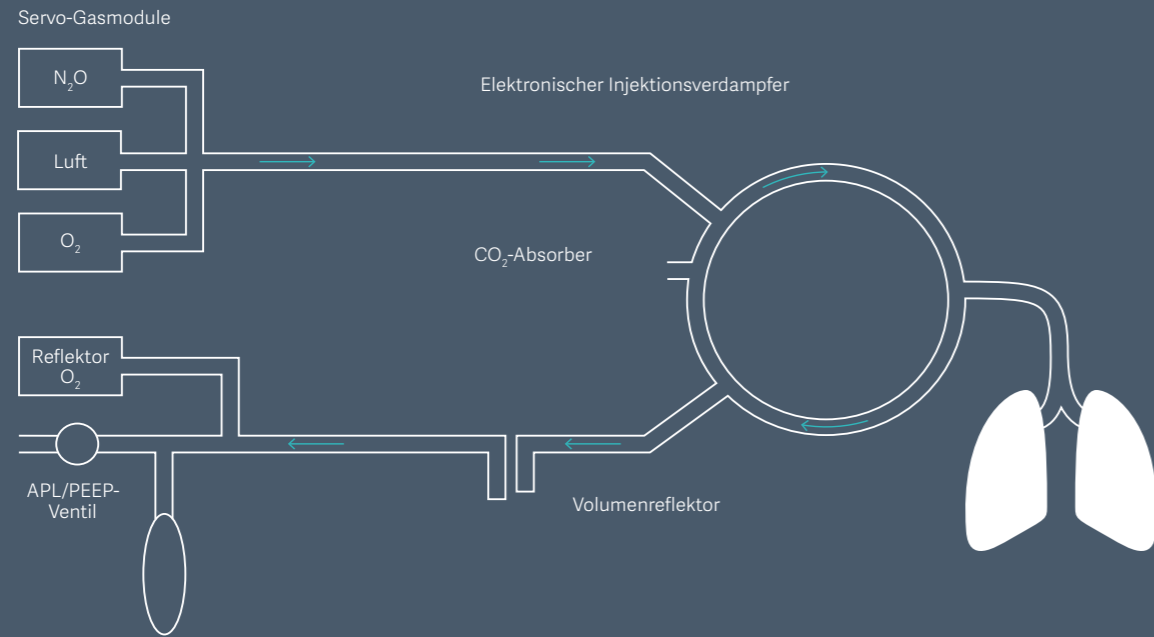 Servo-Gasmodule
N₂O
Elektronischer Injektionsverdampfer
Luft
O₂
CO₂-Absorber
Reflektor
O₂
APL/PEEP-
Ventil
Volumenreflektor